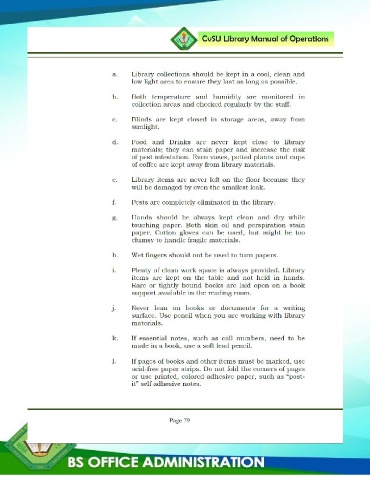 CvSU Library Manual of Operations
a. Library collections should be kept in a cool, clean and
low light area to ensure they last as long as possible.
b. Both temperature and humidity are monitored in
collection areas and checked regularly by the staff.
c. Blinds are kept closed in storage areas, away from
sunlight.
d. Food and Drinks are never kept close to library
materials; they can stain paper and increase the risk
of pest infestation. Even vases, potted plants and cups
of coffee are kept away from library materials.
e. Library items are never left on the floor because they
will be damaged by even the smallest leak.
f. Pests are completely eliminated in the library.
g. Hands should be always kept clean and dry while
touching paper. Both skin oil and perspiration stain
paper. Cotton gloves can be used, but might be too
clumsy to handle fragile materials.
h. Wet fingers should not be used to turn papers.
i. Plenty of clean work space is always provided. Library
items are kept on the table and not held in hands.
Rare or tightly bound books are laid open on a book
support available in the reading room.
j. Never lean on books or documents for a writing
surface. Use pencil when you are working with library
materials.
k. If essential notes, such as call numbers, need to be
made in a book, use a soft lead pencil.
l. If pages of books and other items must be marked, use
acid-free paper strips. Do not fold the corners of pages
or use printed, colored adhesive paper, such as “post-
it” self adhesive notes.
Page 79
BS OFFICE ADMINISTRATION